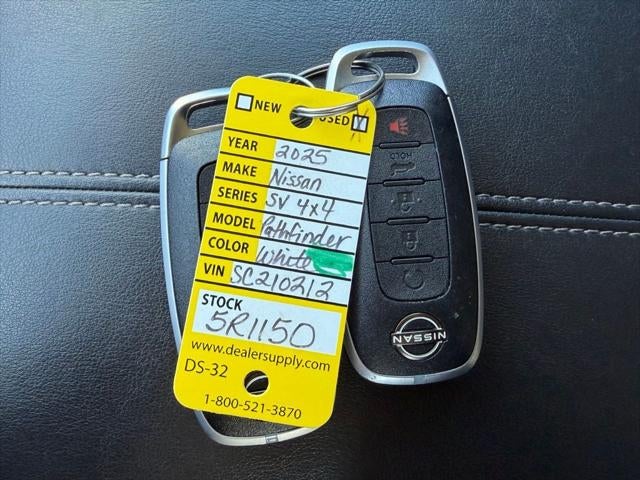 NEW
USED X
YEAR 2025
MAKE Nissan
SERIES SV 4x4
MODEL Pathfinder
COLOR White
VIN SC210212
STOCK
5R1150
www.dealersupply.com
DS-32
1-800-521-3870
HOLD
NISSAN